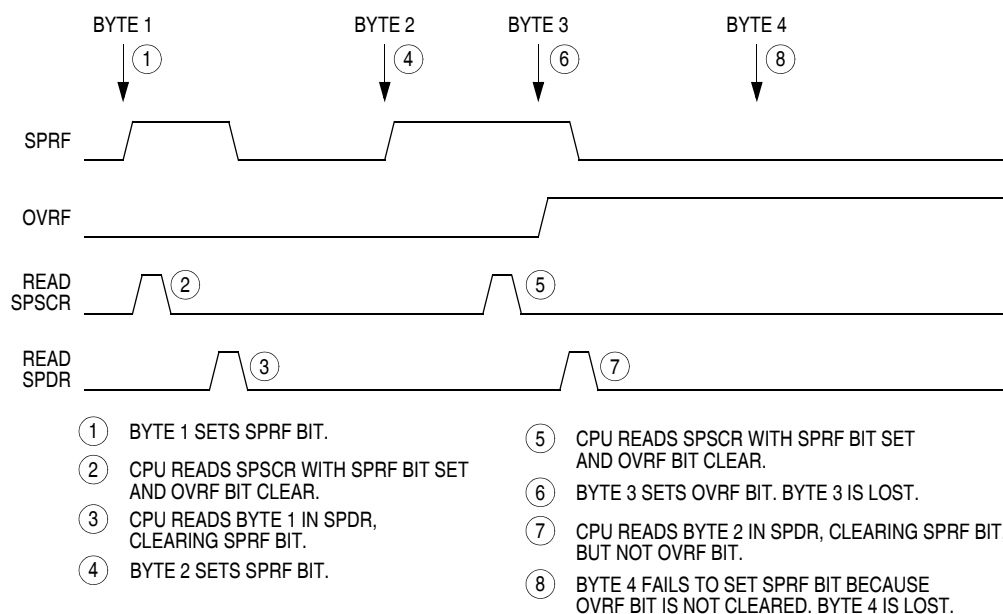 BYTE 1
BYTE 2
BYTE 3
BYTE 4
1
4
6
8
SPRF
OVRF
READ
SPSCR
2
5
READ
SPDR
3
7
1 BYTE 1 SETS SPRF BIT.
2 CPU READS SPSCR WITH SPRF BIT SET
AND OVRF BIT CLEAR.
3 CPU READS BYTE 1 IN SPDR,
CLEARING SPRF BIT.
4 BYTE 2 SETS SPRF BIT.
5 CPU READS SPSCR WITH SPRF BIT SET
AND OVRF BIT CLEAR.
6 BYTE 3 SETS OVRF BIT. BYTE 3 IS LOST.
7 CPU READS BYTE 2 IN SPDR, CLEARING SPRF BIT,
BUT NOT OVRF BIT.
8 BYTE 4 FAILS TO SET SPRF BIT BECAUSE
OVRF BIT IS NOT CLEARED. BYTE 4 IS LOST.